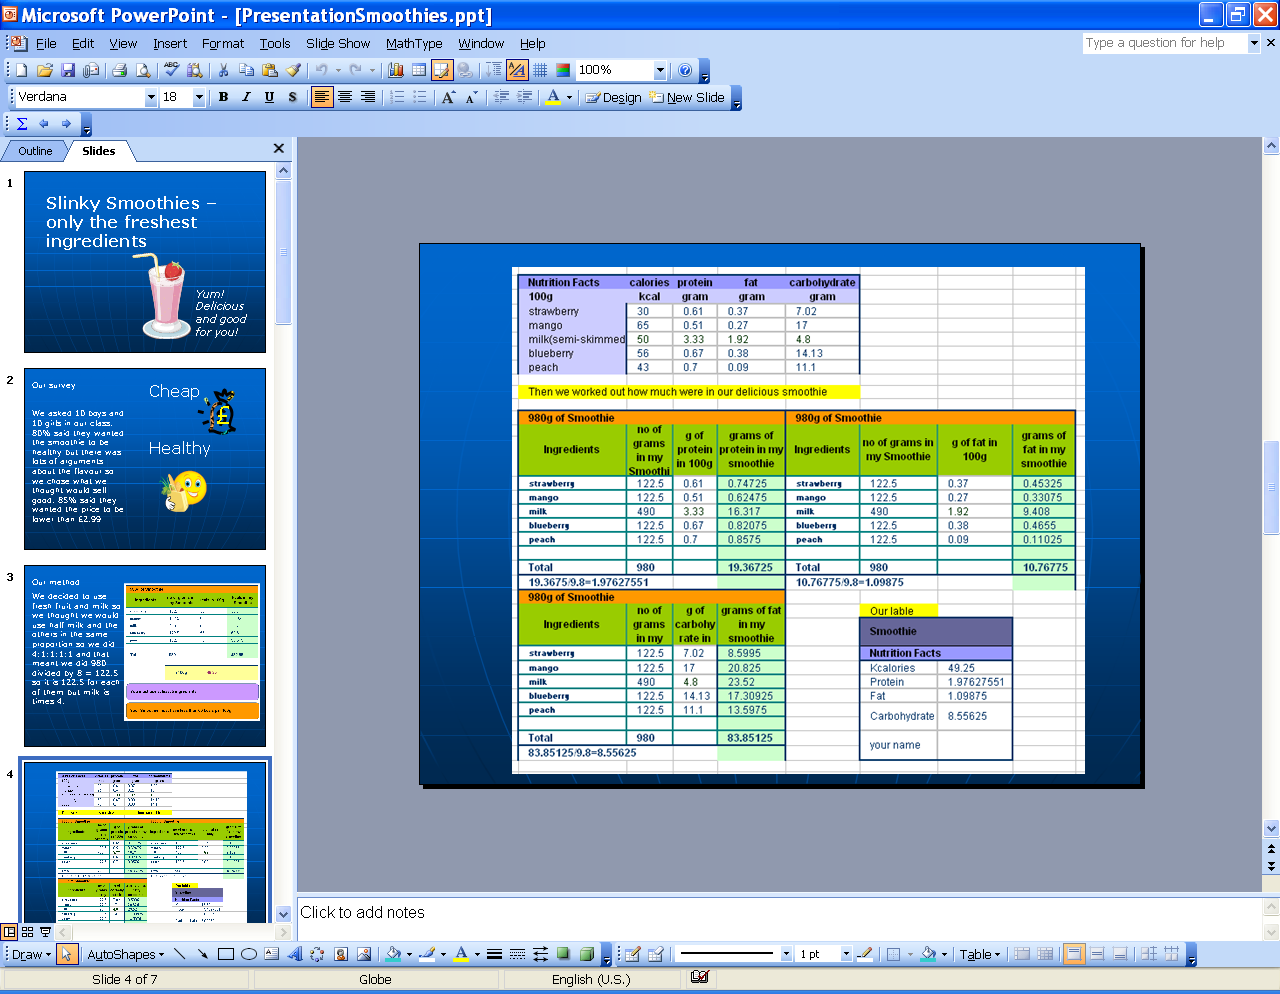 Microsoft PowerPoint - [PresentationSmoothies.ppt]
File Edit View Insert Format Tools Slide Show MathType Window Help
Type a question for help
100%
Verdana 18 B I U S A A A Design New Slide
Σ
Outline Slides
1
Slinky Smoothies –
only the freshest
ingredients
Yum!
Delicious
and good
for you!
2
Our survey
Cheap
We asked 10 boys and
10 girls in our class.
80% said they wanted
the smoothie to be
healthy but there was
lots of arguments
about the flavour so
we chose what we
thought would sell
good. 85% said they
wanted the price to be
lower than £2.99
£
Healthy
3
Our method
We decided to use
fresh fruit and milk so
we thought we would
use half milk and the
others in the same
proportion so we did
4:1:1:1:1 and that
meant we did 980
divided by 8 = 122.5
so it is 122.5 for each
of them but milk is
times 4.
4
Nutrition Facts calories protein fat carbohydrate
100g kcal gram gram gram
strawberry 30 0.61 0.37 7.02
mango 65 0.51 0.27 17
milk(semi-skimmed 50 3.33 1.92 4.8
blueberry 56 0.67 0.38 14.13
peach 43 0.7 0.09 11.1
Then we worked out how much were in our delicious smoothie
980g of Smoothie
Ingredients
no of
grams
in my
Smoothi
g of
protein
in 100g
grams of
protein in my
smoothie
strawberry 122.5 0.61 0.74725
mango 122.5 0.51 0.62475
milk 490 3.33 16.317
blueberry 122.5 0.67 0.82075
peach 122.5 0.7 0.8575
Total 980 19.36725
19.3675/9.8=1.97627551
980g of Smoothie
Ingredients
no of grams in
my Smoothie
g of fat in
100g
grams of
fat in my
smoothie
strawberry 122.5 0.37 0.45325
mango 122.5 0.27 0.33075
milk 490 1.92 9.408
blueberry 122.5 0.38 0.4655
peach 122.5 0.09 0.11025
Total 980 10.76775
10.76775/9.8=1.09875
980g of Smoothie
Ingredients
no of
grams
in my
g of
carbohy
rate in
grams of fat
in my
smoothie
strawberry 122.5 7.02 8.5995
mango 122.5 17 20.825
milk 490 4.8 23.52
blueberry 122.5 14.13 17.30925
peach 122.5 11.1 13.5975
Total 980 83.85125
83.85125/9.8=8.55625
Our lable
Smoothie
Nutrition Facts
Kcalories 49.25
Protein 1.97627551
Fat 1.09875
Carbohydrate 8.55625
your name
Click to add notes
Draw AutoShapes 1 pt Table
Slide 4 of 7 Globe English (U.S.)